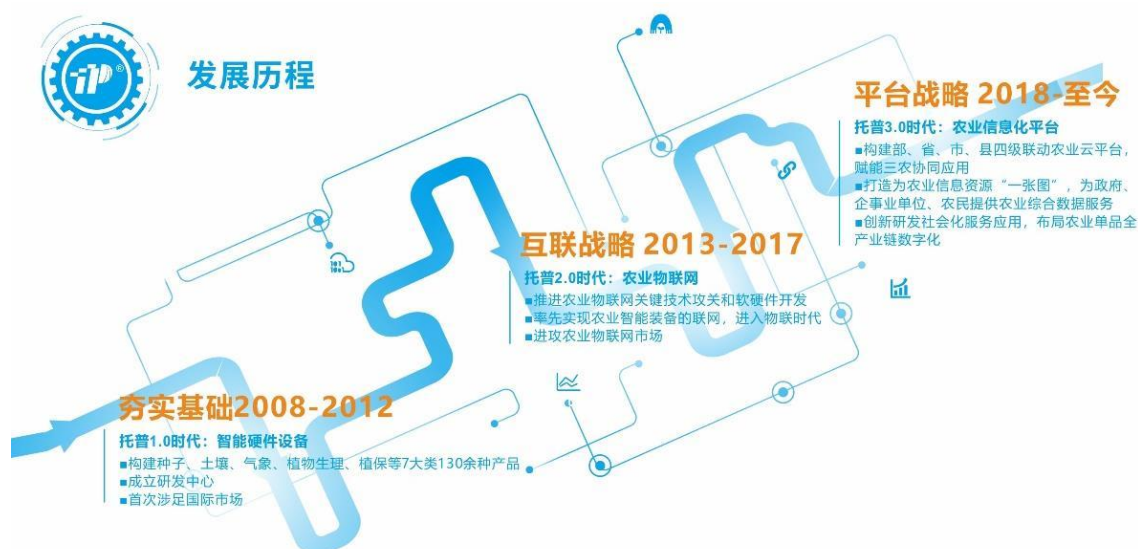 发展历程
平台战略 2018-至今
托普3.0时代：农业信息化平台
■构建部、省、市、县四级联动农业云平台，
赋能三农协同应用
■打造为农业信息资源“一张图”，为政府、
企事业单位、农民提供农业综合数据服务
■创新研发社会化服务应用，布局农业单品全
产业链数字化
互联战略 2013-2017
托普2.0时代：农业物联网
■推进农业物联网关键技术攻关和软硬件开发
■率先实现农业智能装备的联网，进入物联时代
■进攻农业物联网市场
夯实基础2008-2012
托普1.0时代：智能硬件设备
■构建种子、土壤、气象、植物生理、植保等7大类130余种产品
■成立研发中心
■首次涉足国际市场